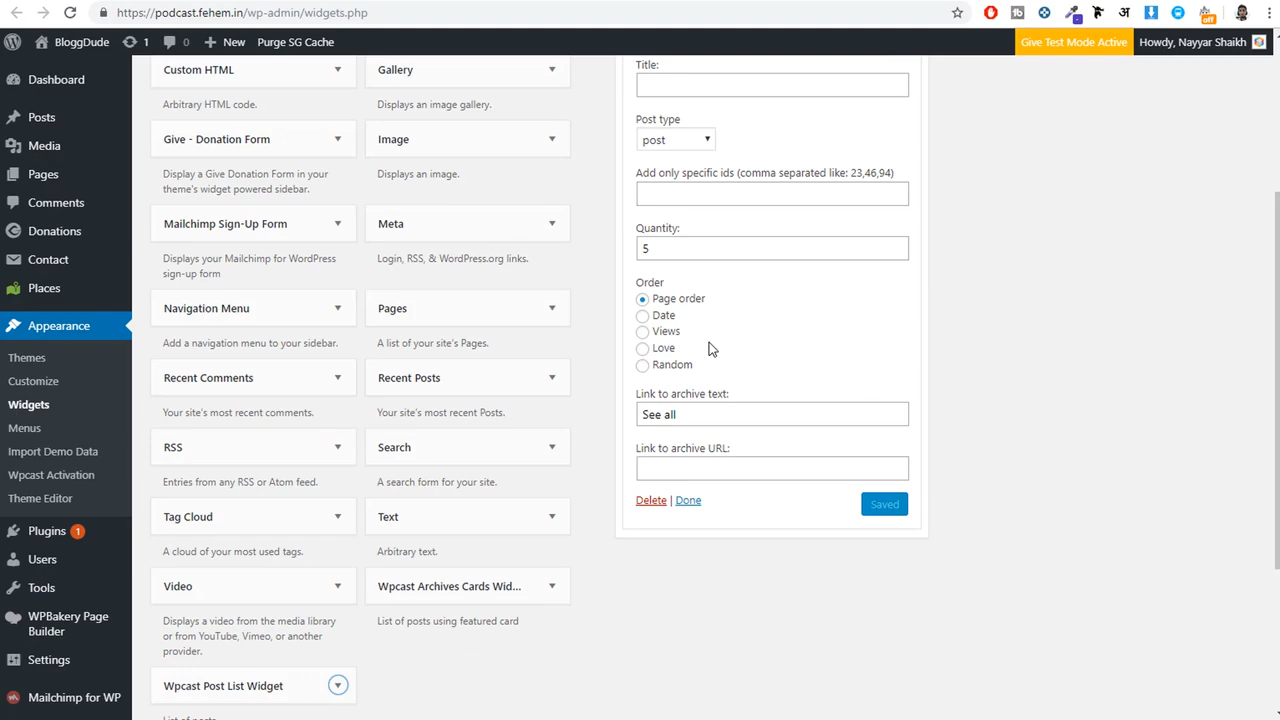 https://podcast.fehem.in/wp-admin/widgets.php
off
BloggDude
1
0
New
Purge SG Cache
Give Test Mode Active
Howdy, Nayyar Shaikh
Dashboard
Posts
Media
Pages
Comments
Donations
Contact
Places
Appearance
Themes
Customize
Widgets
Menus
Import Demo Data
Wpcast Activation
Theme Editor
Plugins 1
Users
Tools
WPBakery Page
Builder
Settings
Mailchimp for WP
Custom HTML
Arbitrary HTML code.
Give - Donation Form
Display a Give Donation Form in your
theme's widget powered sidebar.
Mailchimp Sign-Up Form
Displays your Mailchimp for WordPress
sign-up form
Navigation Menu
Add a navigation menu to your sidebar.
Recent Comments
Your site's most recent comments.
RSS
Entries from any RSS or Atom feed.
Tag Cloud
A cloud of your most used tags.
Video
Displays a video from the media library
or from YouTube, Vimeo, or another
provider.
Wpcast Post List Widget
List of posts
Gallery
Displays an image gallery.
Image
Displays an image.
Meta
Login, RSS, & WordPress.org links.
Pages
A list of your site's Pages.
Recent Posts
Your site's most recent Posts.
Search
A search form for your site.
Text
Arbitrary text.
Wpcast Archives Cards Wid...
List of posts using featured card
Title:
Post type
post
Add only specific ids (comma separated like: 23,46,94)
Quantity:
5
Order
Page order
Date
Views
Love
Random
Link to archive text:
See all
Link to archive URL:
Delete | Done
Saved